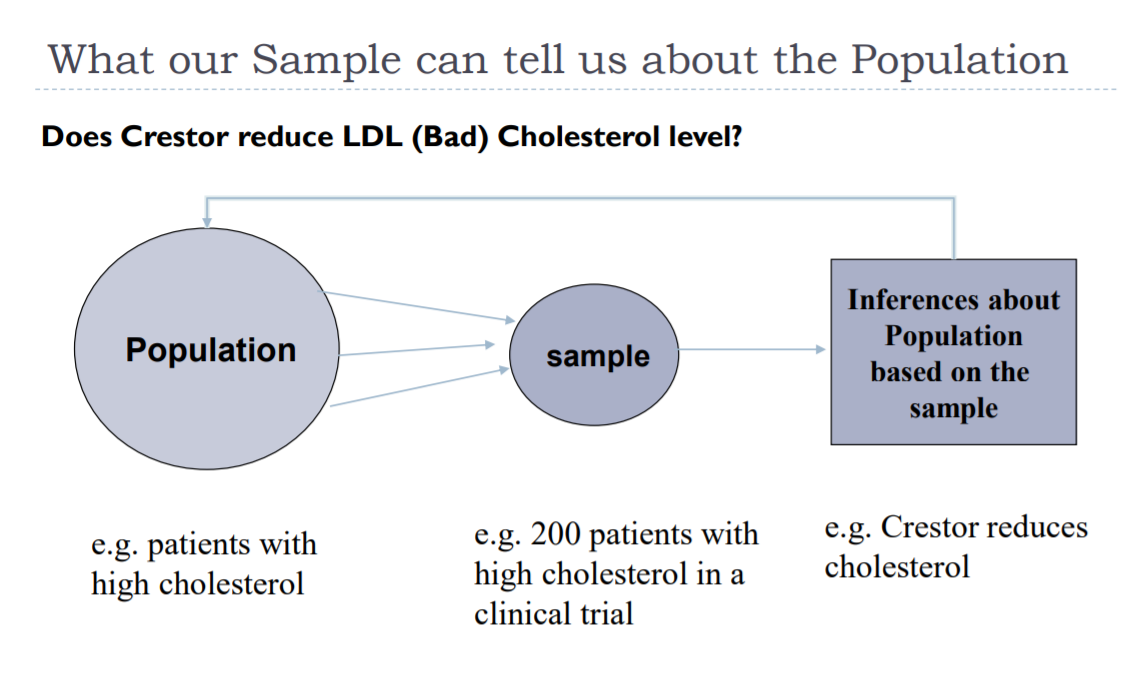 What our Sample can tell us about the Population
Does Crestor reduce LDL (Bad) Cholesterol level?
Population
sample
Inferences about
Population
based on the
sample
e.g. patients with
high cholesterol
e.g. 200 patients with
high cholesterol in a
clinical trial
e.g. Crestor reduces
cholesterol